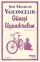 JOSÉ MAURO DE
VASCONCELOS
Güneşi
Uyandıralım